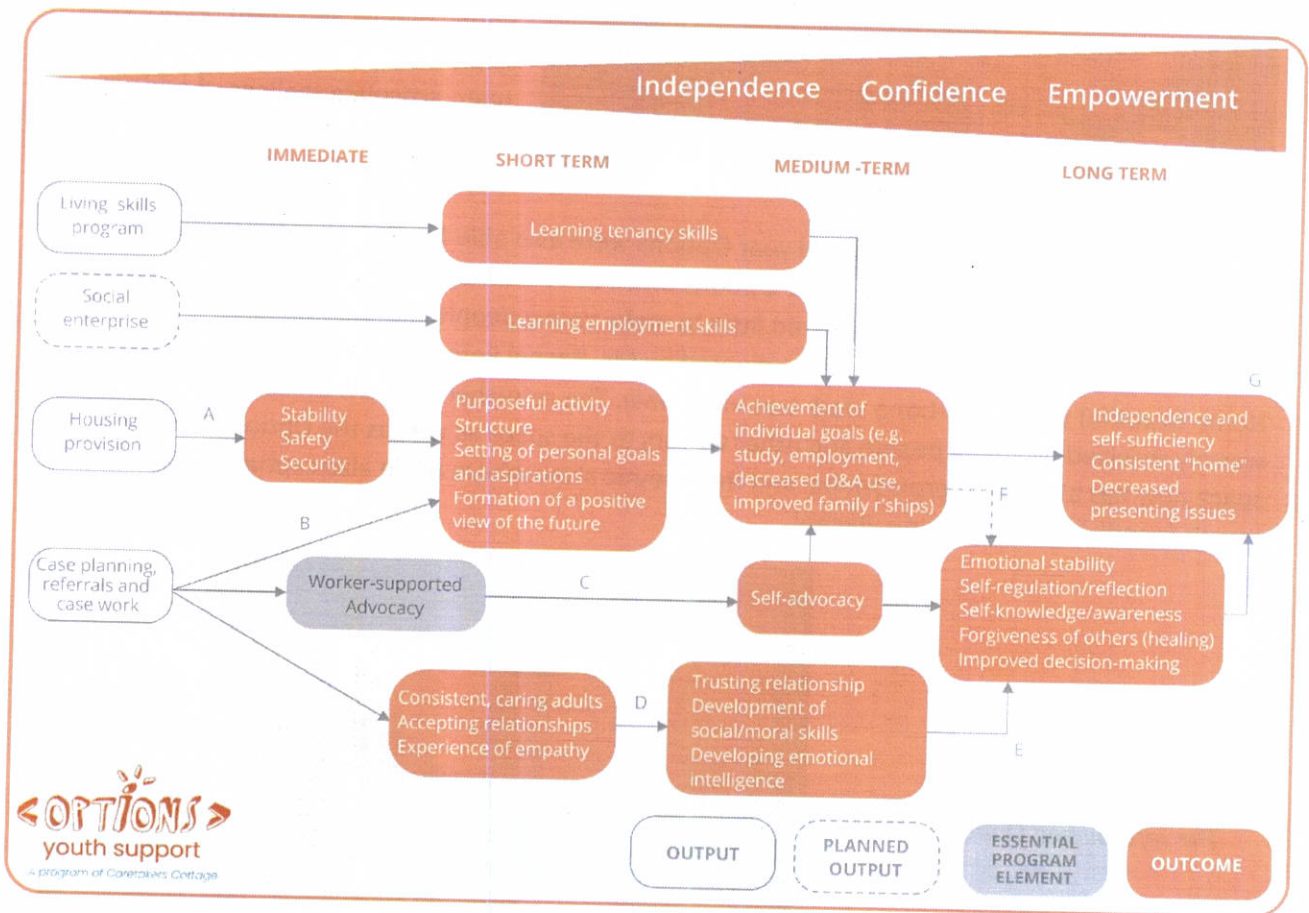 Independence Confidence Empowerment
IMMEDIATE
SHORT TERM
MEDIUM -TERM
LONG TERM
Living skills
program
Learning tenancy skills
Social
enterprise
Learning employment skills
Housing
provision
A
Stability
Safety
Security
Purposeful activity
Structure
Setting of personal goals
and aspirations
Formation of a positive
view of the future
Achievement of
individual goals (e.g.
study, employment,
decreased D&A use,
improved family r'ships)
G
Independence and
self-sufficiency
Consistent "home"
Decreased
presenting issues
B
F
Case planning,
referrals and
case work
Worker-supported
Advocacy
C
Self-advocacy
Emotional stability
Self-regulation/reflection
Self-knowledge/awareness
Forgiveness of others (healing)
Improved decision-making
Consistent, caring adults
Accepting relationships
Experience of empathy
D
Trusting relationship
Development of
social/moral skills
Developing emotional
intelligence
E
<OPTIONS>
youth support
A program of Caretakers Cottage
OUTPUT
PLANNED
OUTPUT
ESSENTIAL
PROGRAM
ELEMENT
OUTCOME